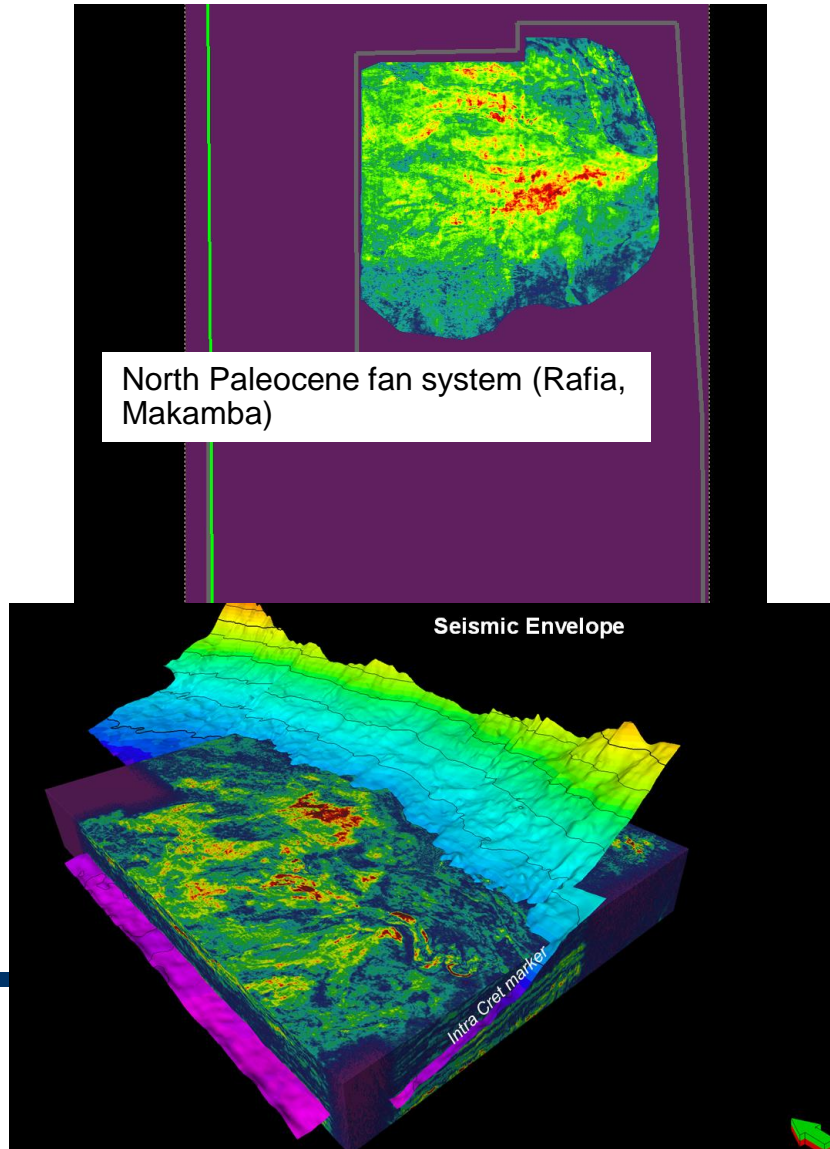 North Paleocene fan system (Rafia,
Makamba)
Seismic Envelope
Intra Cret marker